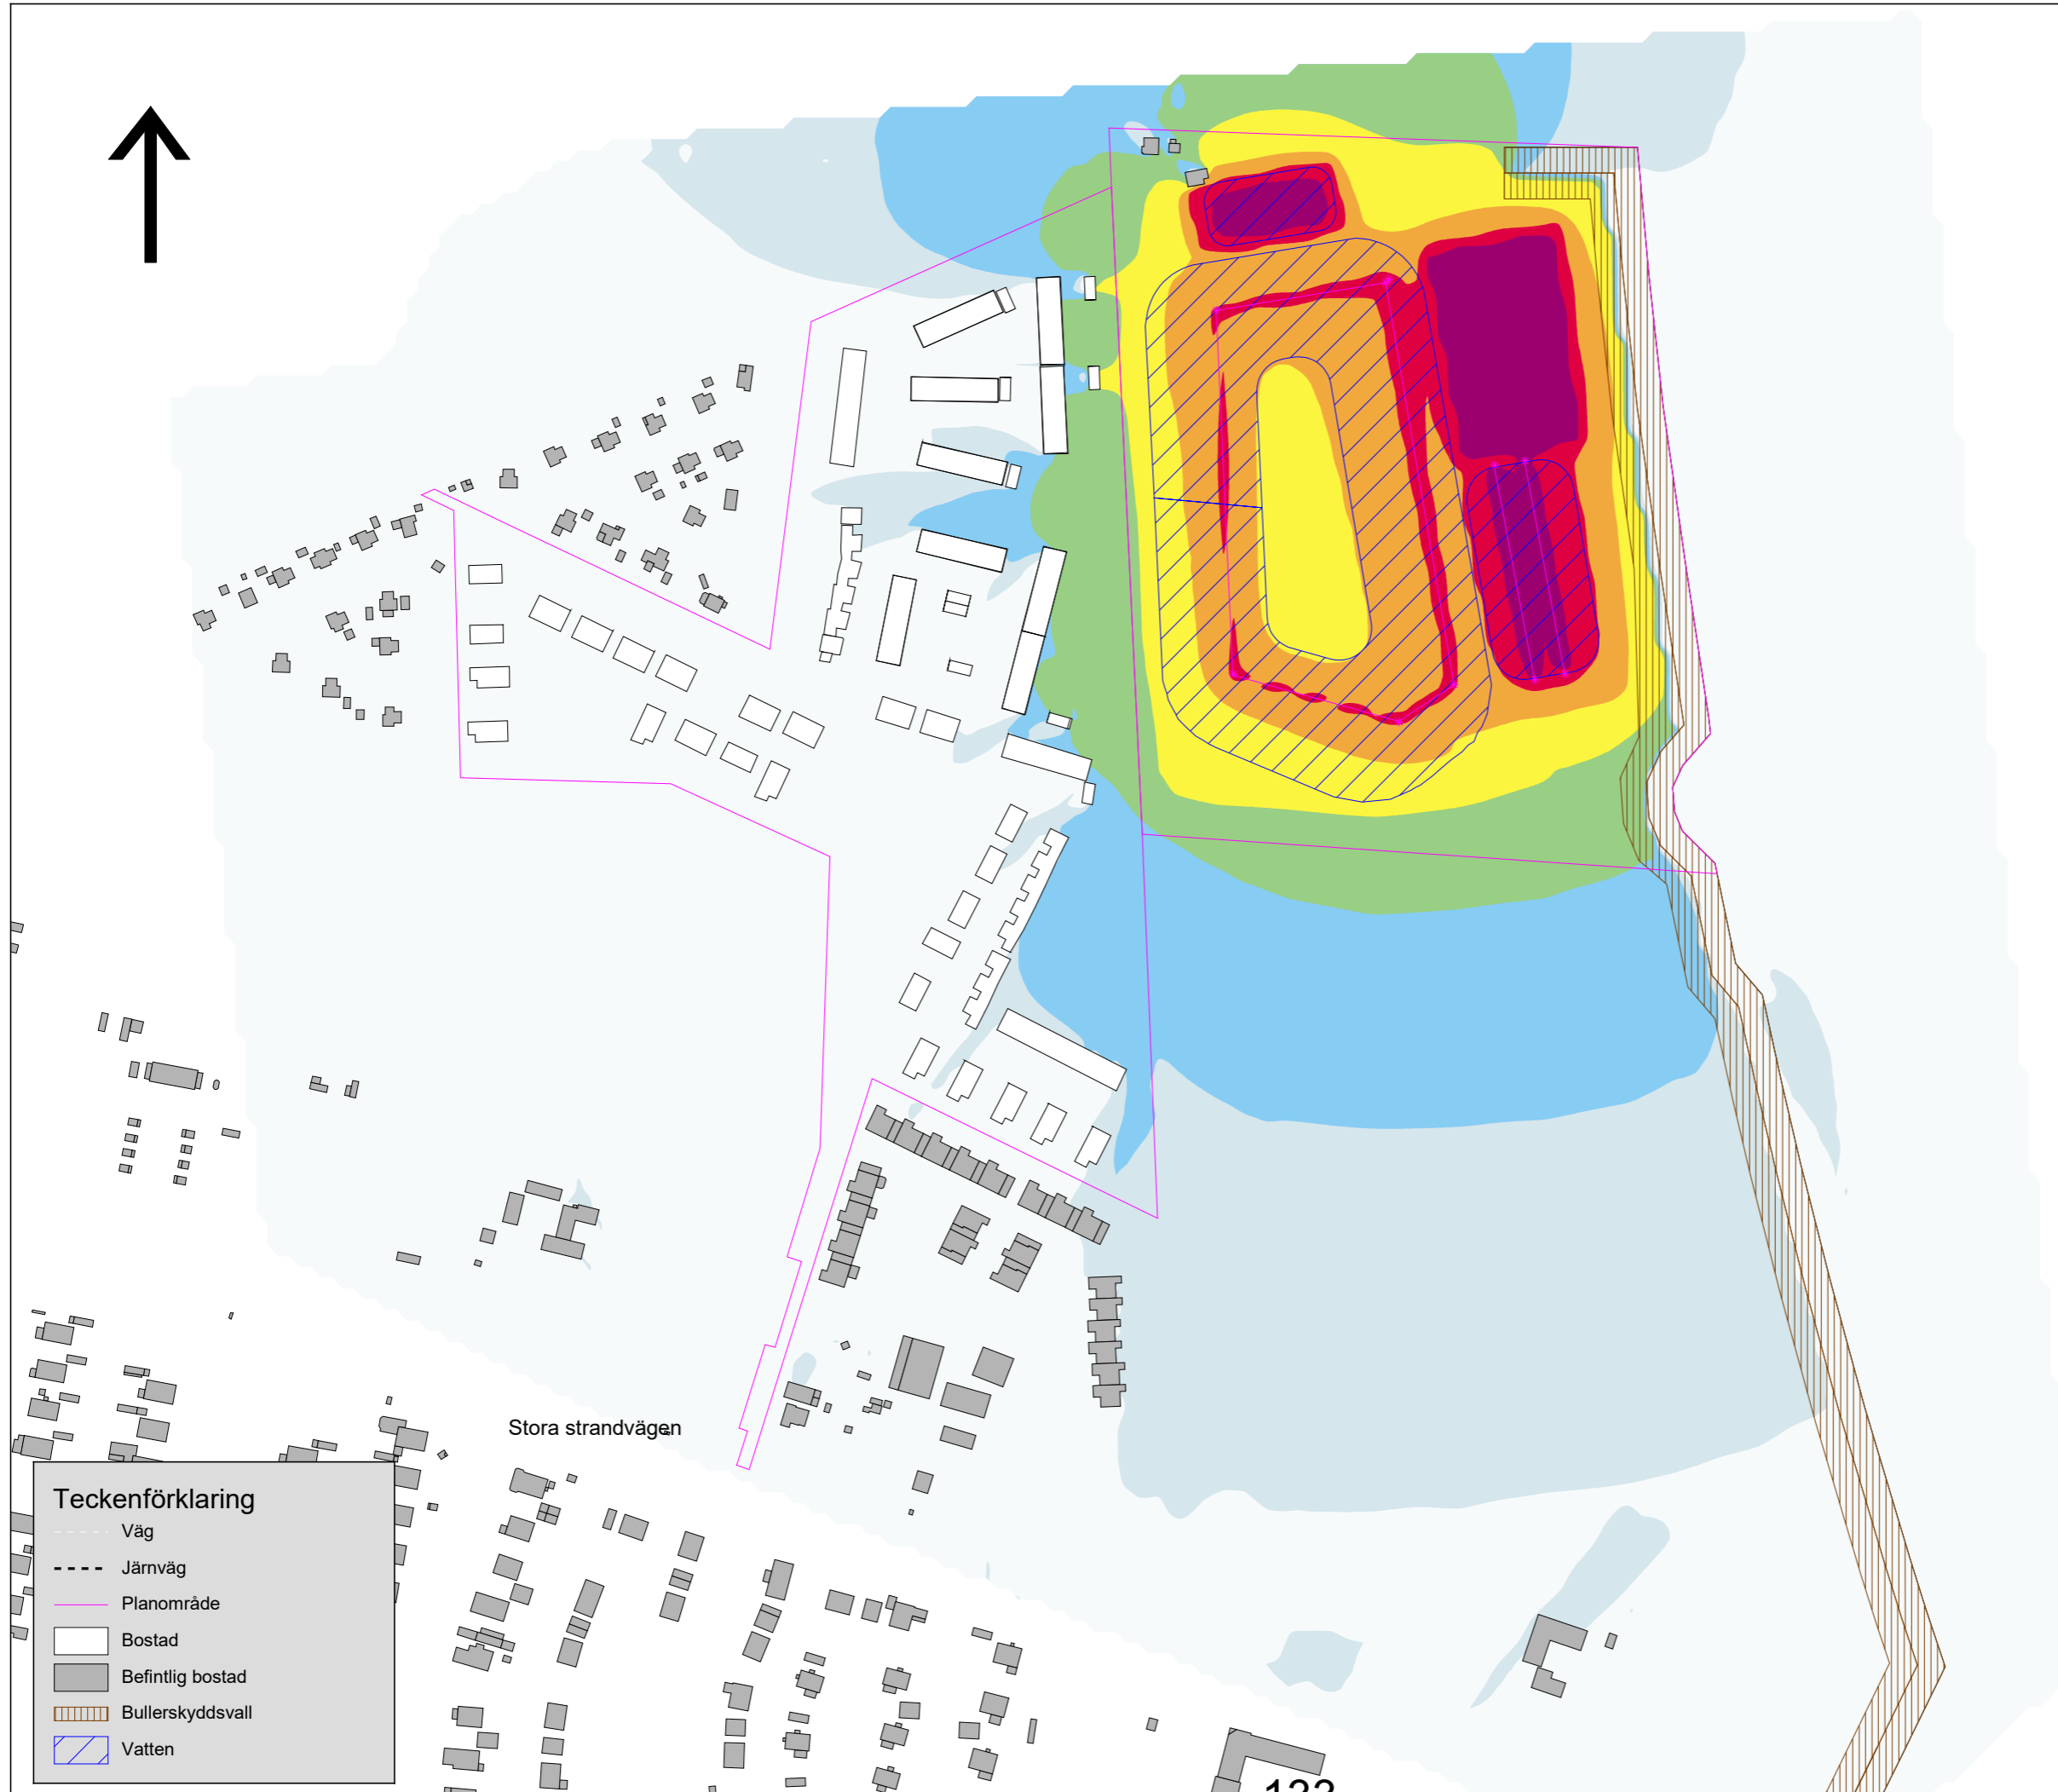 Stora strandvägen
Teckenförklaring
Väg
Järnväg
Planområde
Bostad
Befintlig bostad
Bullerskyddsvall
Vatten